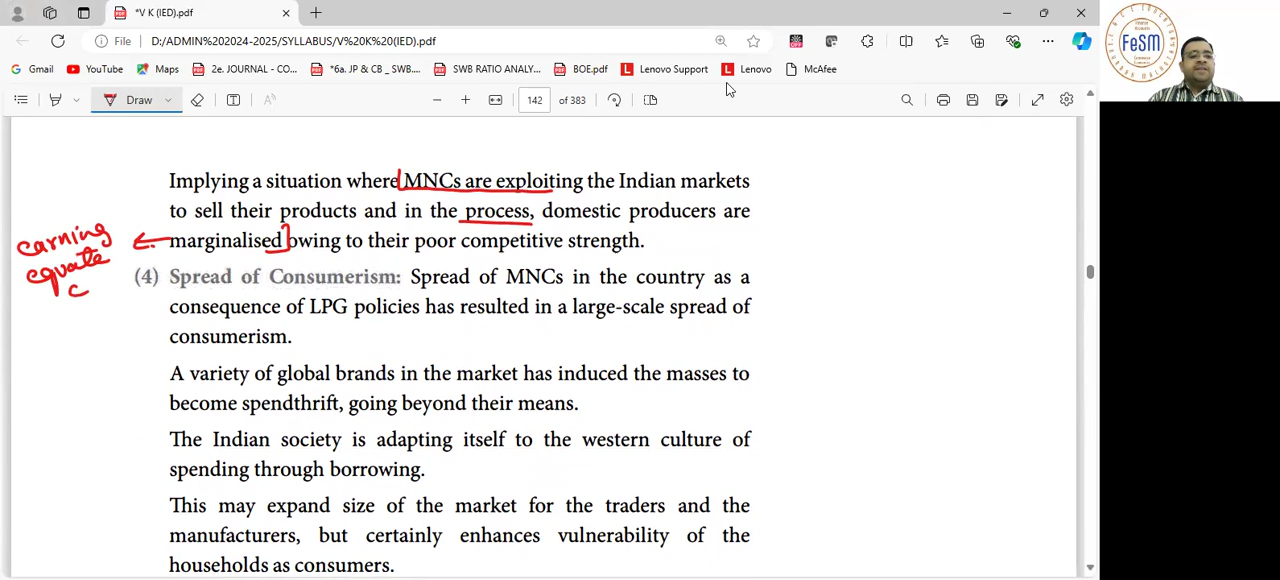 *V K (IED).pdf
File
D:/ADMIN%202024-2025/SYLLABUS/V%20K%20(IED).pdf
Gmail
YouTube
Maps
2e. JOURNAL - CO...
*6a. JP & CB _ SWB....
SWB RATIO ANALY...
BOE.pdf
Lenovo Support
Lenovo
McAfee
Draw
142 of 383
Implying a situation where MNCs are exploiting the Indian markets
to sell their products and in the process, domestic producers are
marginalised owing to their poor competitive strength.
earning
equate
C
(4) Spread of Consumerism: Spread of MNCs in the country as a
consequence of LPG policies has resulted in a large-scale spread of
consumerism.
A variety of global brands in the market has induced the masses to
become spendthrift, going beyond their means.
The Indian society is adapting itself to the western culture of
spending through borrowing.
This may expand size of the market for the traders and the
manufacturers, but certainly enhances vulnerability of the
households as consumers.
FeSM